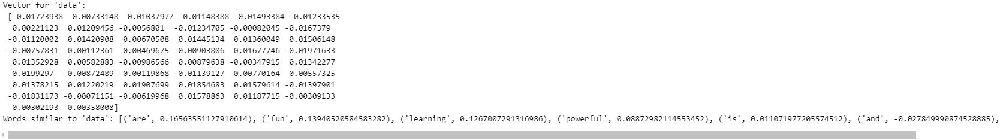 Vector for 'data':
[-0.01723938 0.00733148 0.01037977 0.01148388 0.01493384 -0.01233535
0.00221123 0.01209456 -0.0056801 -0.01234705 -0.00082045 -0.0167379
-0.01120002 0.01420908 0.00670508 0.01445134 0.01360049 0.01506148
-0.00757831 -0.00112361 0.00469675 -0.00903806 0.01677746 -0.01971633
0.01352928 0.00582883 -0.00986566 0.00879638 -0.00347915 0.01342277
0.0199297 -0.00872489 -0.00119868 -0.01139127 0.00770164 0.00557325
0.01378215 0.01220219 0.01907699 0.01854683 0.01579614 -0.01397901
-0.01831173 -0.00071151 -0.00619968 0.01578863 0.01187715 -0.00309133
0.00302193 0.00358008]
Words similar to 'data': [('are', 0.16563551127910614), ('fun', 0.13940520584583282), ('learning', 0.1267007291316986), ('powerful', 0.08872982114553452), ('is', 0.011071977205574512), ('and', -0.027849990874528885),